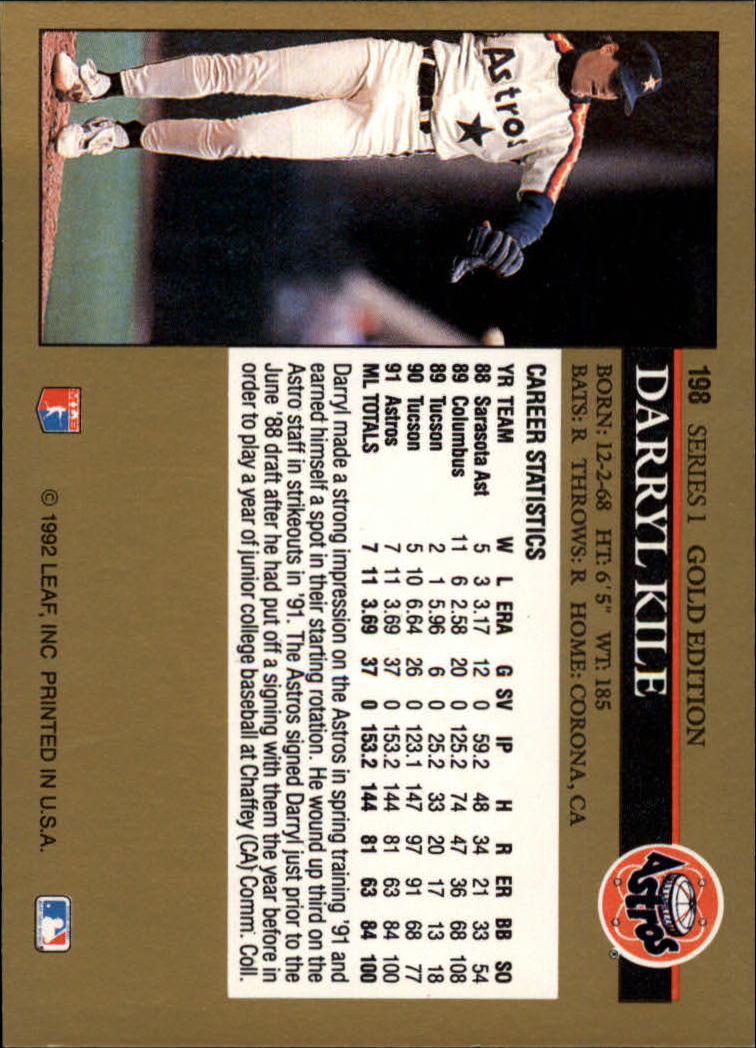 198 SERIES 1 GOLD EDITION
DARRYL KILE
BORN: 12-2-68 HT: 6'5" WT: 185
BATS: R THROWS: R HOME: CORONA, CA
Astros
Astros
CAREER STATISTICS
YR TEAM W L ERA G SV IP H R ER BB SO
88 Sarasota Ast 5 3 3.17 12 0 59.2 48 34 21 33 54
89 Columbus 11 6 2.58 20 0 125.2 74 47 36 68 108
89 Tucson 2 1 5.96 6 0 25.2 33 20 17 13 18
90 Tucson 5 10 6.64 26 0 123.1 147 97 91 68 77
91 Astros 7 11 3.69 37 0 153.2 144 81 63 84 100
ML TOTALS 7 11 3.69 37 0 153.2 144 81 63 84 100
Darryl made a strong impression on the Astros in spring training '91 and
earned himself a spot in their starting rotation. He wound up third on the
Astro staff in strikeouts in '91. The Astros signed Darryl just prior to the
June '88 draft after he had put off a signing with them the year before in
order to play a year of junior college baseball at Chaffey (CA) Comm. Coll.
© 1992 LEAF, INC PRINTED IN U.S.A.